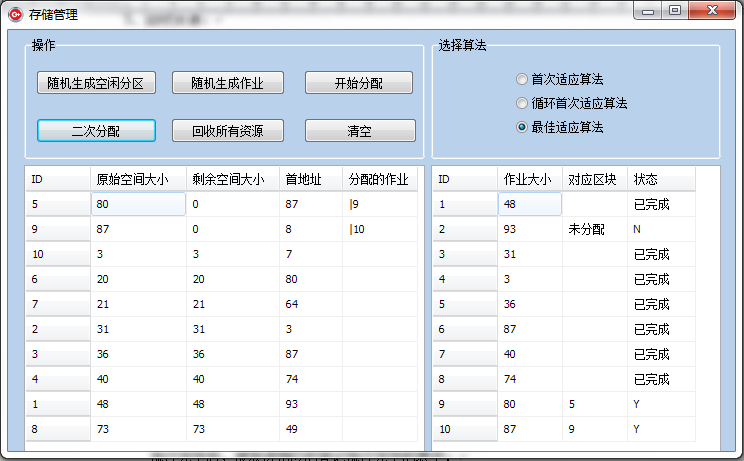 存储管理
操作
随机生成空闲分区 随机生成作业 开始分配
二次分配 回收所有资源 清空
选择算法
首次适应算法
循环首次适应算法
最佳适应算法
ID 原始空间大小 剩余空间大小 首地址 分配的作业
5 80 0 87 |9
9 87 0 8 |10
10 3 3 7
6 20 20 80
7 21 21 64
2 31 31 3
3 36 36 87
4 40 40 74
1 48 48 93
8 73 73 49
ID 作业大小 对应区块 状态
1 48 已完成
2 93 未分配 N
3 31 已完成
4 3 已完成
5 36 已完成
6 87 已完成
7 40 已完成
8 74 已完成
9 80 5 Y
10 87 9 Y